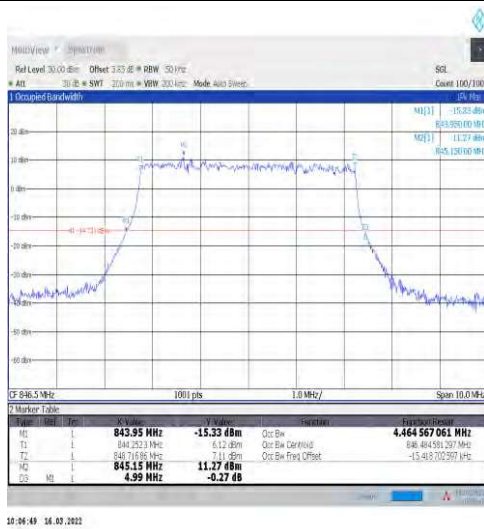 MultiView Spectrum
Ref Level 30.00 dBm Offset 3.83 dB RBW 50 kHz SGL
Att 30 dB SWT 200 ms VBW 200 kHz Mode Auto Sweep Count 100/100
1 Occupied Bandwidth 1Pk Max
M1[1] -15.33 dBm
843.950 00 MHz
M2[1] 11.27 dBm
845.150 00 MHz
20 dBm
10 dBm
0 dBm
-10 dBm
-20 dBm
-40 dBm
-50 dBm
-60 dBm
CF 846.5 MHz 1001 pts 1.0 MHz/ Span 10.0 MHz
2 Marker Table
Type Ref Trc X-Value Y-Value Function Function Result
M1 1 843.95 MHz -15.33 dBm Occ Bw 4.464 567 061 MHz
T1 1 844.2523 MHz 6.12 dBm Occ Bw Centroid 846.484 581 297 MHz
T2 1 848.7168 MHz 7.11 dBm Occ Bw Freq Offset -15.418 702 597 kHz
M2 1 845.15 MHz 11.27 dBm
D3 M1 1 4.99 MHz -0.27 dB
10:06:49 16.03.2022